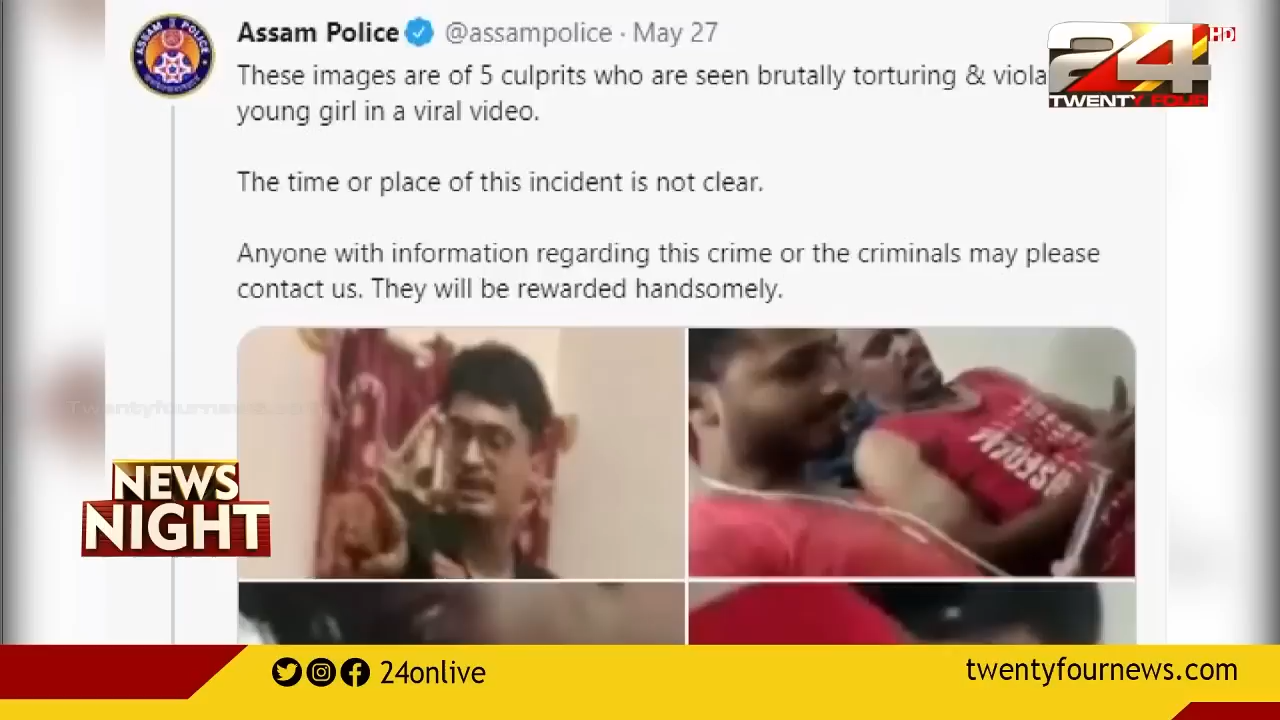 Assam Police @assampolice · May 27
24 HD
TWENTY FOUR
These images are of 5 culprits who are seen brutally torturing & viola
young girl in a viral video.
The time or place of this incident is not clear.
Anyone with information regarding this crime or the criminals may please
contact us. They will be rewarded handsomely.
Twentyfournews.com
NEWS
NIGHT
24onlive
twentyfournews.com